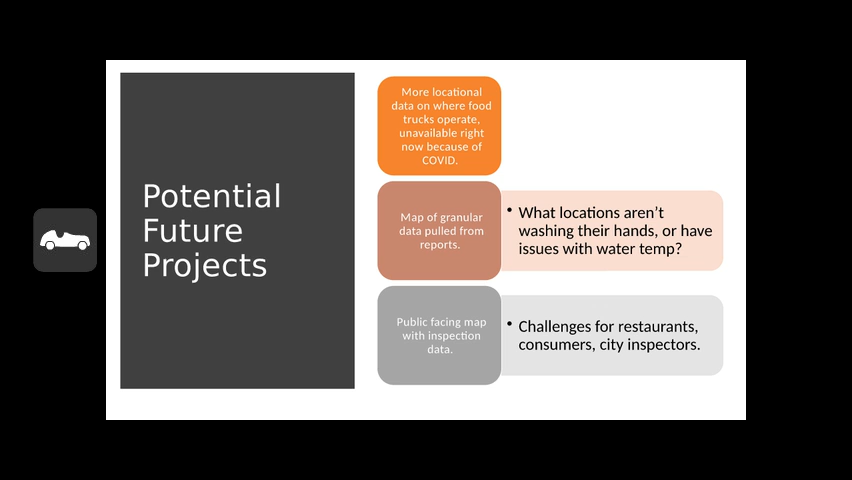 Potential
Future
Projects
More locational
data on where food
trucks operate,
unavailable right
now because of
COVID.
Map of granular
data pulled from
reports.
• What locations aren’t
washing their hands, or have
issues with water temp?
Public facing map
with inspection
data.
• Challenges for restaurants,
consumers, city inspectors.